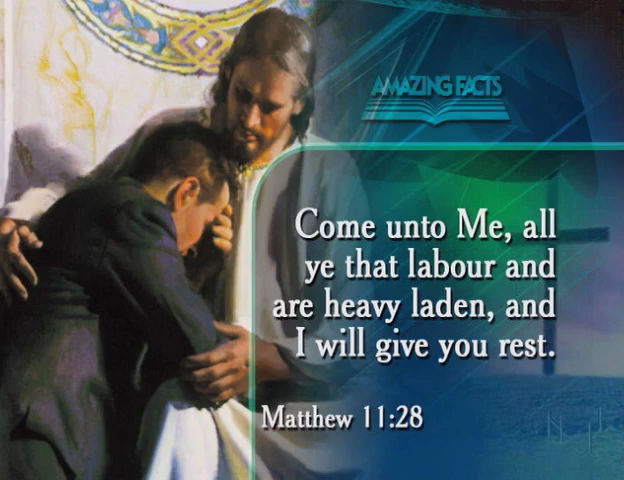 AMAZING FACTS
Come unto Me, all
ye that labour and
are heavy laden, and
I will give you rest.
Matthew 11:28